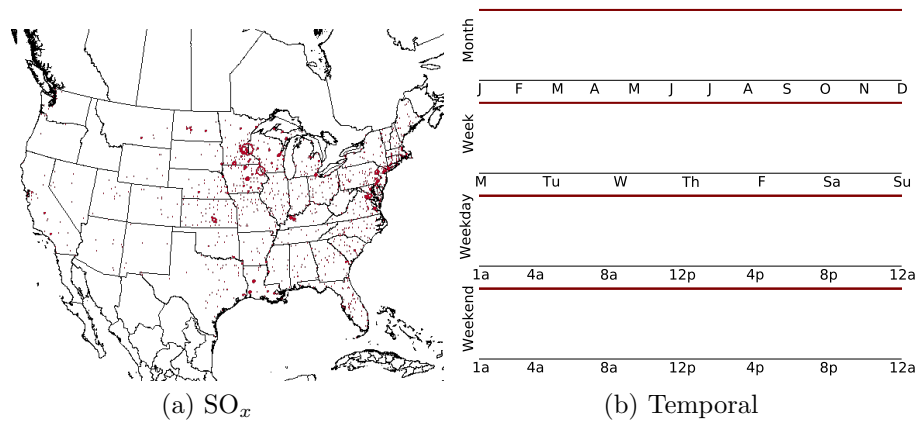 Month
J F M A M J J A S O N D
Week
M Tu W Th F Sa Su
Weekday
1a 4a 8a 12p 4p 8p 12a
Weekend
1a 4a 8a 12p 4p 8p 12a
(a) SOₓ
(b) Temporal